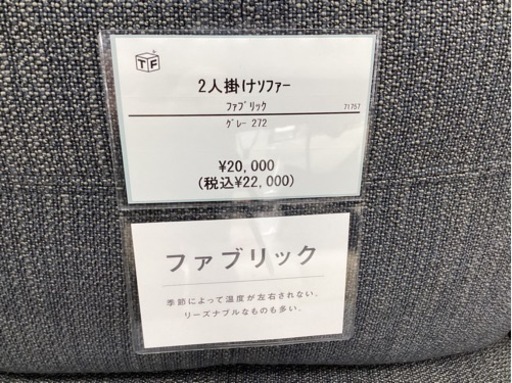 TF
2人掛けｿﾌｧｰ
ﾌｧﾌﾞﾘｯｸ 71757
ｸﾞﾚｰ 272
¥20,000
(税込¥22,000)
ファブリック
季節によって温度が左右されない。
リーズナブルなものも多い。